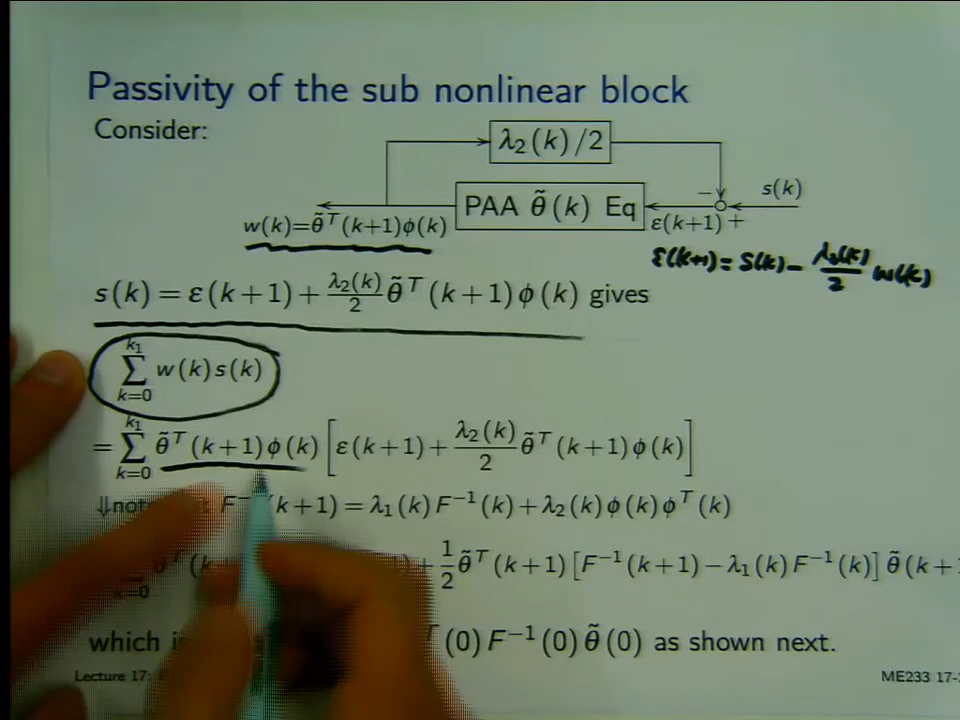 Passivity of the sub nonlinear block
Consider:
λ₂(k)/2
PAA θ̃(k) Eq
−
s(k)
w(k)=θ̃ᵀ(k+1)ϕ(k)
ε(k+1) +
ε(k+1) = s(k) − λ₂(k)/2 w(k)
s(k) = ε(k+1) + λ₂(k)/2 θ̃ᵀ(k+1)ϕ(k) gives
∑_{k=0}^{k₁} w(k)s(k)
= ∑_{k=0}^{k₁} θ̃ᵀ(k+1)ϕ(k) [ε(k+1) + λ₂(k)/2 θ̃ᵀ(k+1)ϕ(k)]
⇓ F⁻ (k+1) = λ₁(k)F⁻¹(k) + λ₂(k)ϕ(k)ϕᵀ(k)
+ 1/2 θ̃ᵀ(k+1) [F⁻¹(k+1) − λ₁(k)F⁻¹(k)] θ̃(k+
which (0)F⁻¹(0)θ̃(0) as shown next.
Lecture 17:
ME233 17-